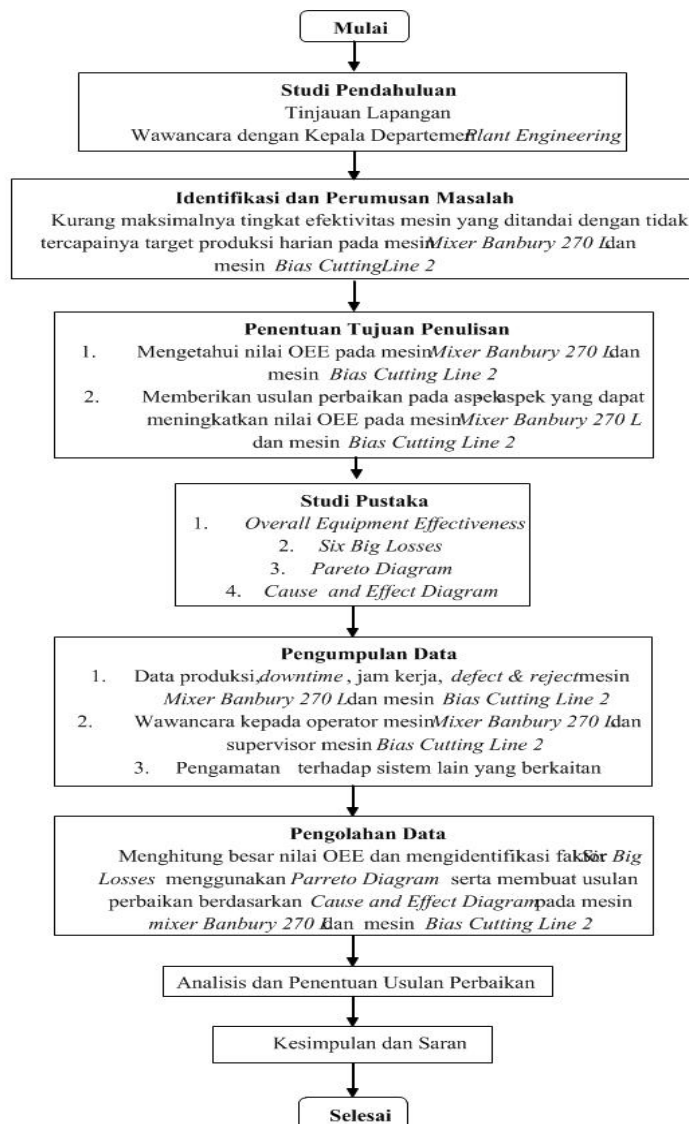 Mulai
Studi Pendahuluan
Tinjauan Lapangan
Wawancara dengan Kepala Departemen Plant Engineering
Identifikasi dan Perumusan Masalah
Kurang maksimalnya tingkat efektivitas mesin yang ditandai dengan tidak
tercapainya target produksi harian pada mesin Mixer Banbury 270 L dan
mesin Bias CuttingLine 2
Penentuan Tujuan Penulisan
1. Mengetahui nilai OEE pada mesin Mixer Banbury 270 L dan
mesin Bias Cutting Line 2
2. Memberikan usulan perbaikan pada aspek-aspek yang dapat
meningkatkan nilai OEE pada mesin Mixer Banbury 270 L
dan mesin Bias Cutting Line 2
Studi Pustaka
1. Overall Equipment Effectiveness
2. Six Big Losses
3. Pareto Diagram
4. Cause and Effect Diagram
Pengumpulan Data
1. Data produksi, downtime, jam kerja, defect & reject mesin
Mixer Banbury 270 L dan mesin Bias Cutting Line 2
2. Wawancara kepada operator mesin Mixer Banbury 270 L dan
supervisor mesin Bias Cutting Line 2
3. Pengamatan terhadap sistem lain yang berkaitan
Pengolahan Data
Menghitung besar nilai OEE dan mengidentifikasi faktor Six Big
Losses menggunakan Parreto Diagram serta membuat usulan
perbaikan berdasarkan Cause and Effect Diagram pada mesin
mixer Banbury 270 L dan mesin Bias Cutting Line 2
Analisis dan Penentuan Usulan Perbaikan
Kesimpulan dan Saran
Selesai